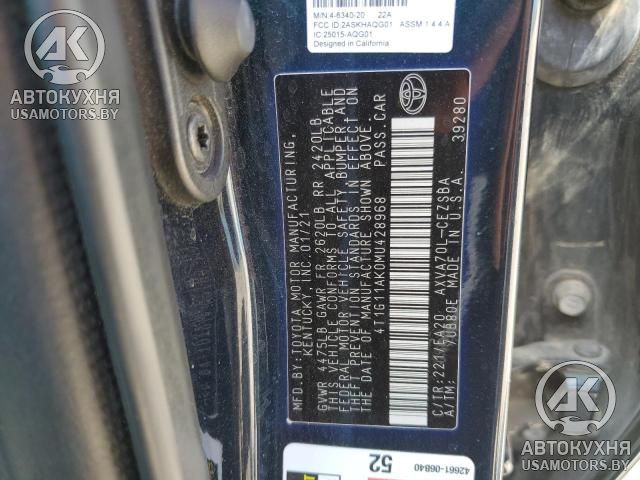 M/N:4-6340-20 22A
FCC ID:2ASKHAQG01 ASSM 1 4 4 A
IC:25015-AQG01
Designed in California
MFD.BY:TOYOTA MOTOR MANUFACTURING,
KENTUCKY, INC.01/21
GVWR 4475LB GAWR FR 2620LB RR 2420LB
THIS VEHICLE CONFORMS TO ALL APPLICABLE
FEDERAL MOTOR VEHICLE SAFETY, BUMPER AND
THEFT PREVENTION STANDARDS IN EFFECT ON
THE DATE OF MANUFACTURE SHOWN ABOVE.
4T1G11AK0MU428968 PASS.CAR
C/TR:221/FA20 AXVA70L-CEZSBA
A/TM: /UB80E MADE IN U.S.A. 39280
42661-06840
52
АВТОКУХНЯ
USAMOTORS.BY
АВТОКУХНЯ
USAMOTORS.BY